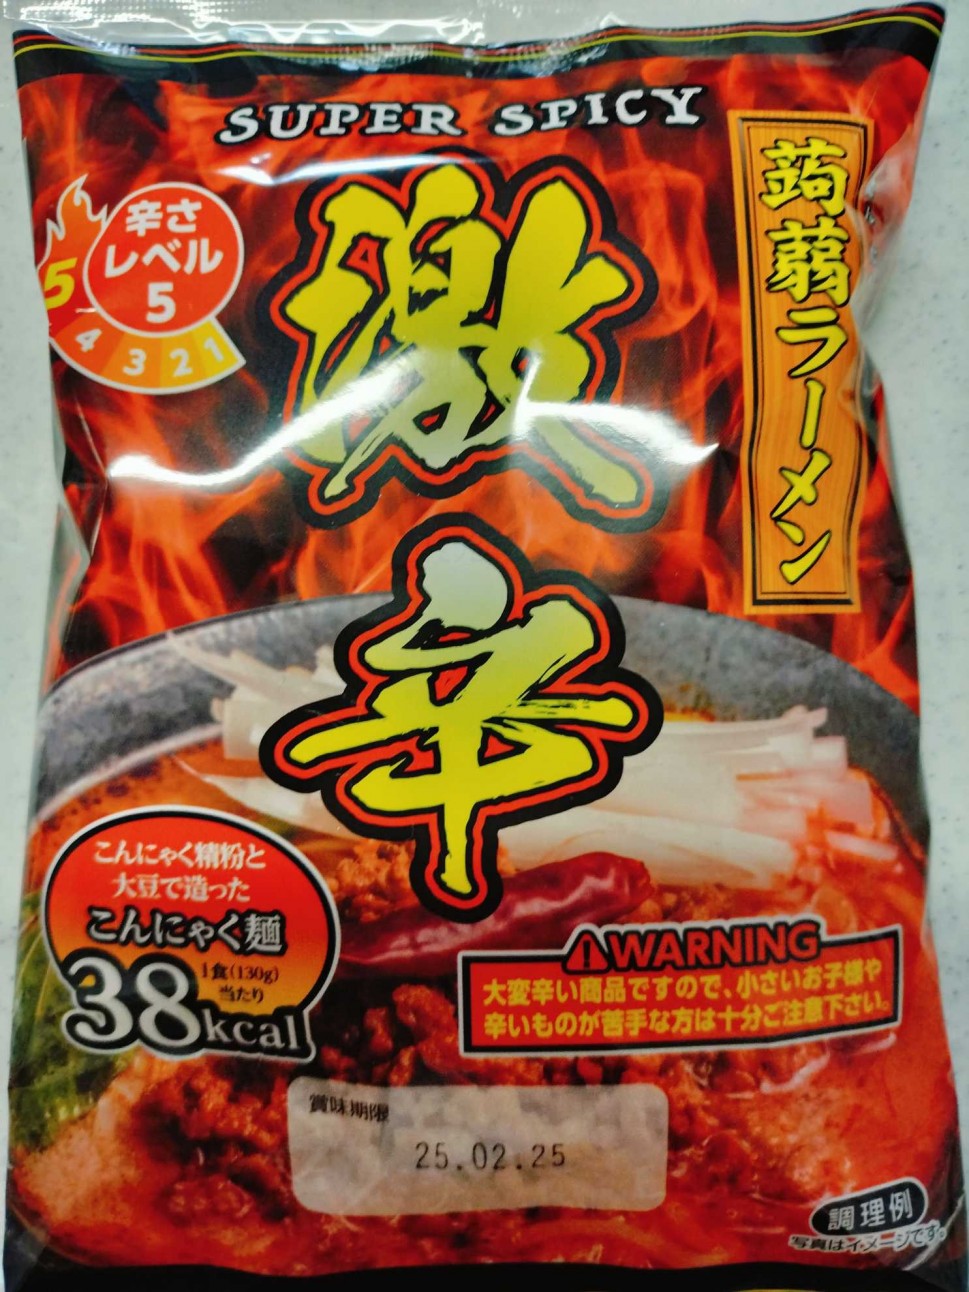 SUPER SPICY
激辛
蒟蒻ラーメン
辛さ
レベル
5
5
4
3
2
1
こんにゃく精粉と
大豆で造った
こんにゃく麺
1食(130g)
当たり
38kcal
WARNING
大変辛い商品ですので、小さいお子様や
辛いものが苦手な方は十分ご注意下さい。
賞味期限
25.02.25
調理例
写真はイメージです。